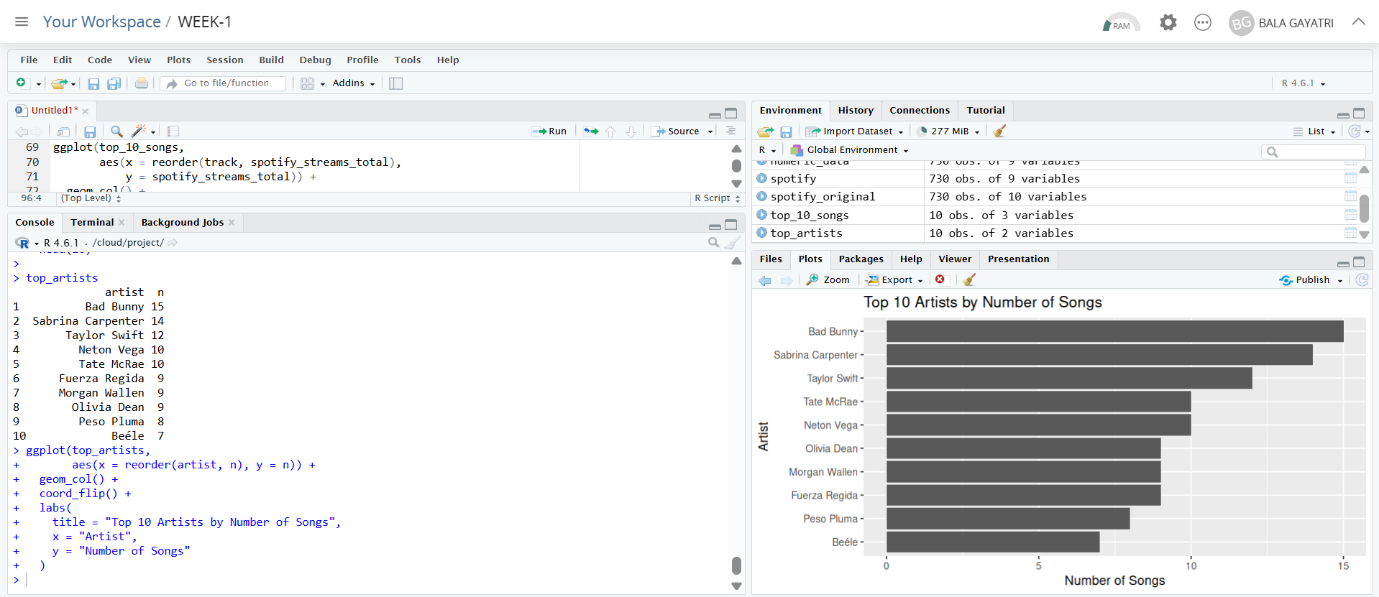 Your Workspace / WEEK-1
RAM
BG BALA GAYATRI
File Edit Code View Plots Session Build Debug Profile Tools Help
Go to file/function Addins
R 4.6.1
Untitled1*
Run Source
69 ggplot(top_10_songs,
70 aes(x = reorder(track, spotify_streams_total),
71 y = spotify_streams_total)) +
72 geom_col() +
96:4 (Top Level) R Script
Console Terminal Background Jobs
R 4.6.1 · /cloud/project/
>
> top_artists
artist n
1 Bad Bunny 15
2 Sabrina Carpenter 14
3 Taylor Swift 12
4 Neton Vega 10
5 Tate McRae 10
6 Fuerza Regida 9
7 Morgan Wallen 9
8 Olivia Dean 9
9 Peso Pluma 8
10 Beéle 7
> ggplot(top_artists,
+ aes(x = reorder(artist, n), y = n)) +
+ geom_col() +
+ coord_flip() +
+ labs(
+ title = "Top 10 Artists by Number of Songs",
+ x = "Artist",
+ y = "Number of Songs"
+ )
>
Environment History Connections Tutorial
Import Dataset 277 MiB List
R Global Environment
numeric_data 730 obs. of 9 variables
spotify 730 obs. of 9 variables
spotify_original 730 obs. of 10 variables
top_10_songs 10 obs. of 3 variables
top_artists 10 obs. of 2 variables
Files Plots Packages Help Viewer Presentation
Zoom Export Publish
Top 10 Artists by Number of Songs
Bad Bunny
Sabrina Carpenter
Taylor Swift
Tate McRae
Neton Vega
Olivia Dean
Morgan Wallen
Fuerza Regida
Peso Pluma
Beéle
Artist
0 5 10 15
Number of Songs